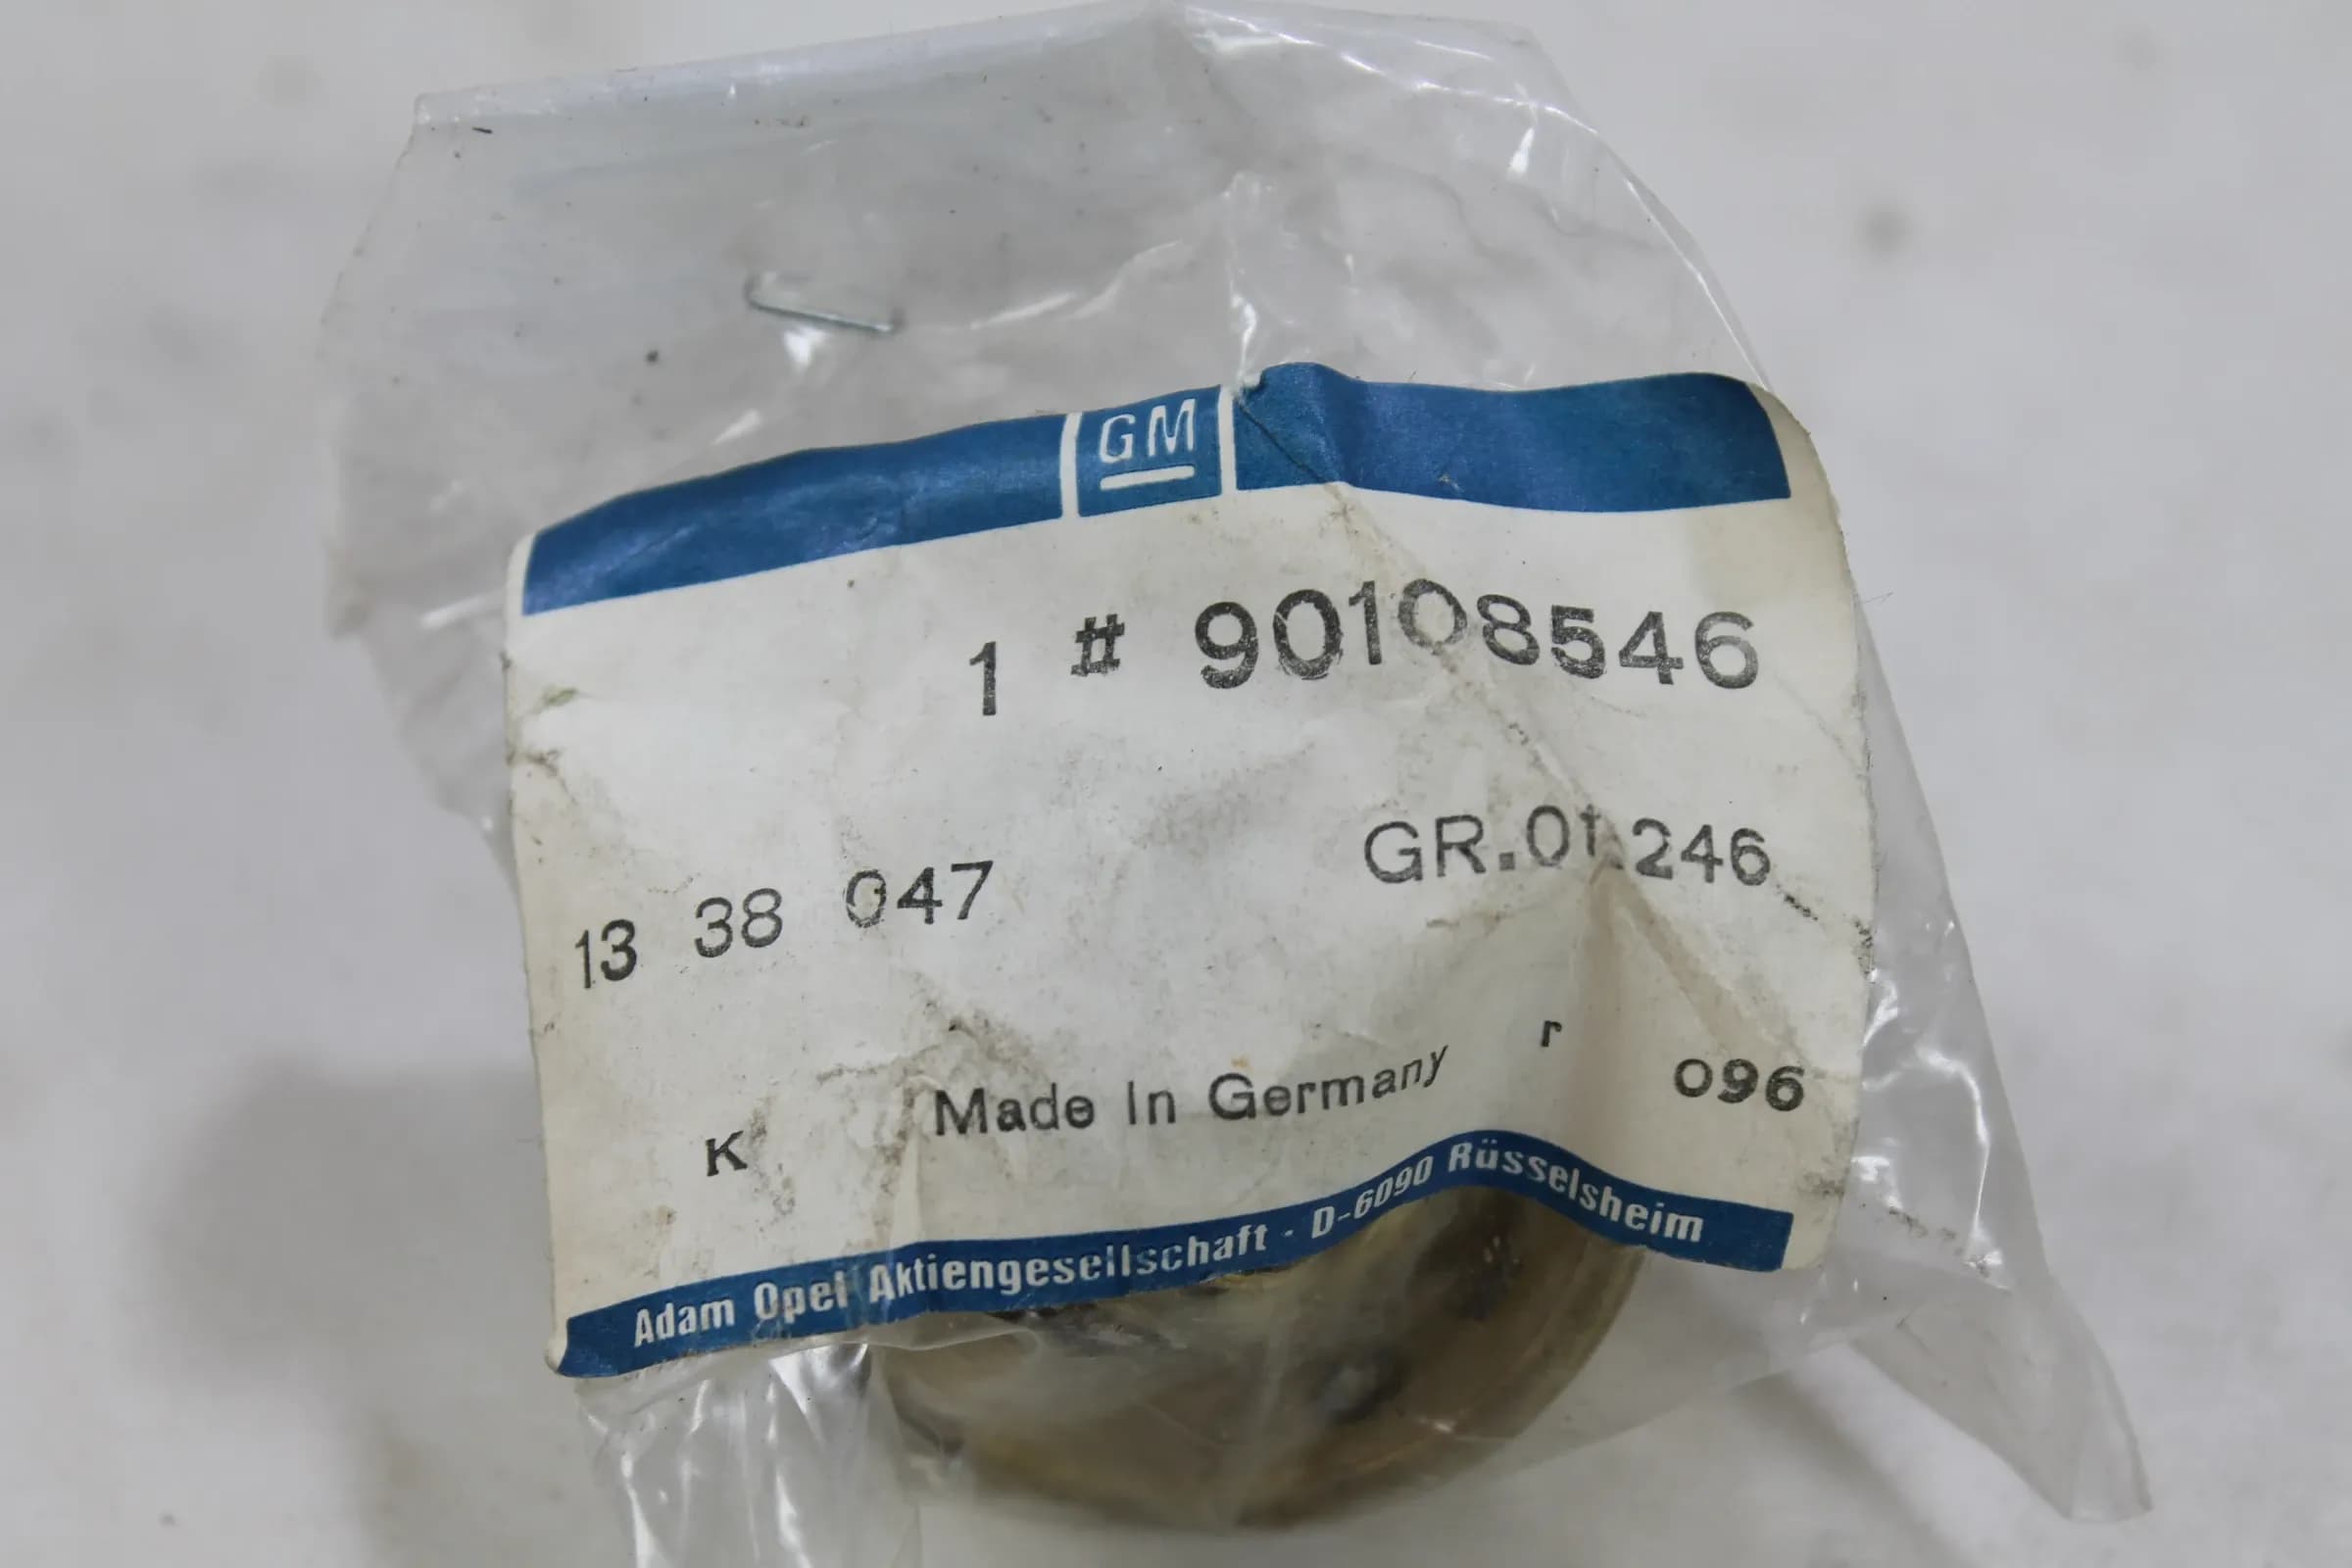 GM
1 # 90108546
13 38 047 GR.01.246
K Made In Germany r 096
Adam Opel Aktiengesellschaft · D-6090 Rüsselsheim